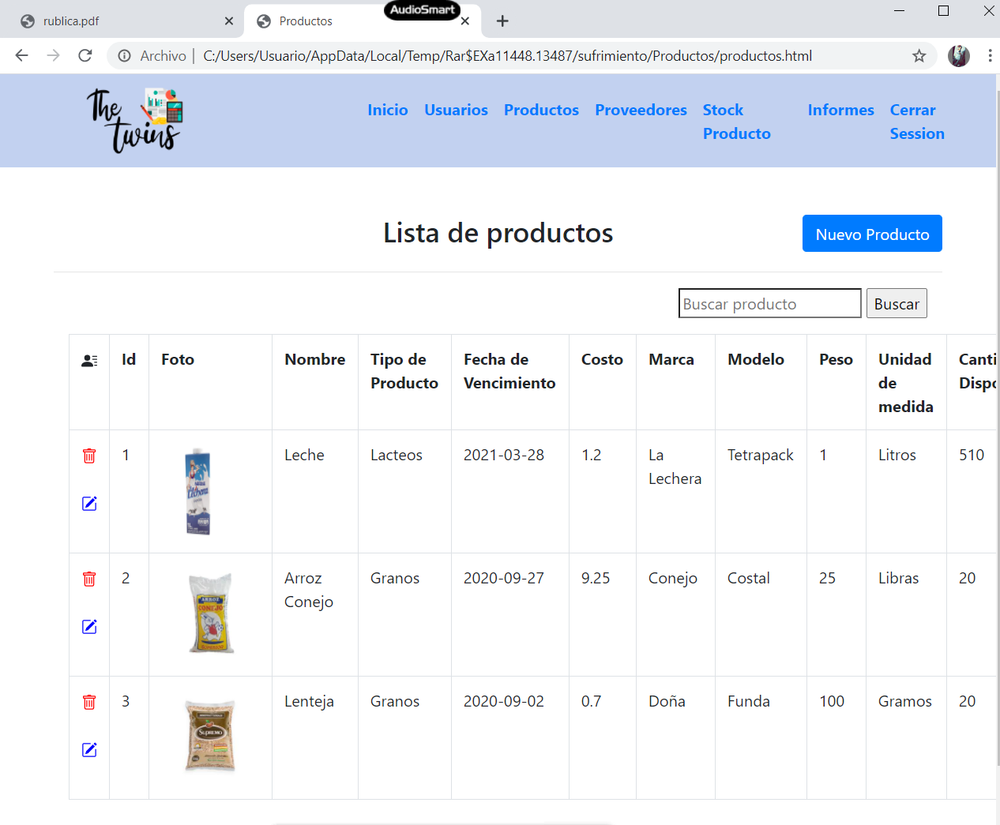 AudioSmart
rublica.pdf
Productos
Archivo | C:/Users/Usuario/AppData/Local/Temp/Rar$EXa11448.13487/sufrimiento/Productos/productos.html
The
twins
Inicio Usuarios Productos Proveedores Stock Producto Informes Cerrar Session
Lista de productos
Nuevo Producto
Buscar producto
Buscar
Id Foto Nombre Tipo de Producto Fecha de Vencimiento Costo Marca Modelo Peso Unidad de medida Canti Dispo
1 Leche Lacteos 2021-03-28 1.2 La Lechera Tetrapack 1 Litros 510
Lechera
2 Arroz Conejo Granos 2020-09-27 9.25 Conejo Costal 25 Libras 20
ARROZ
CONEJO
3 Lenteja Granos 2020-09-02 0.7 Doña Funda 100 Gramos 20
SUPREMO